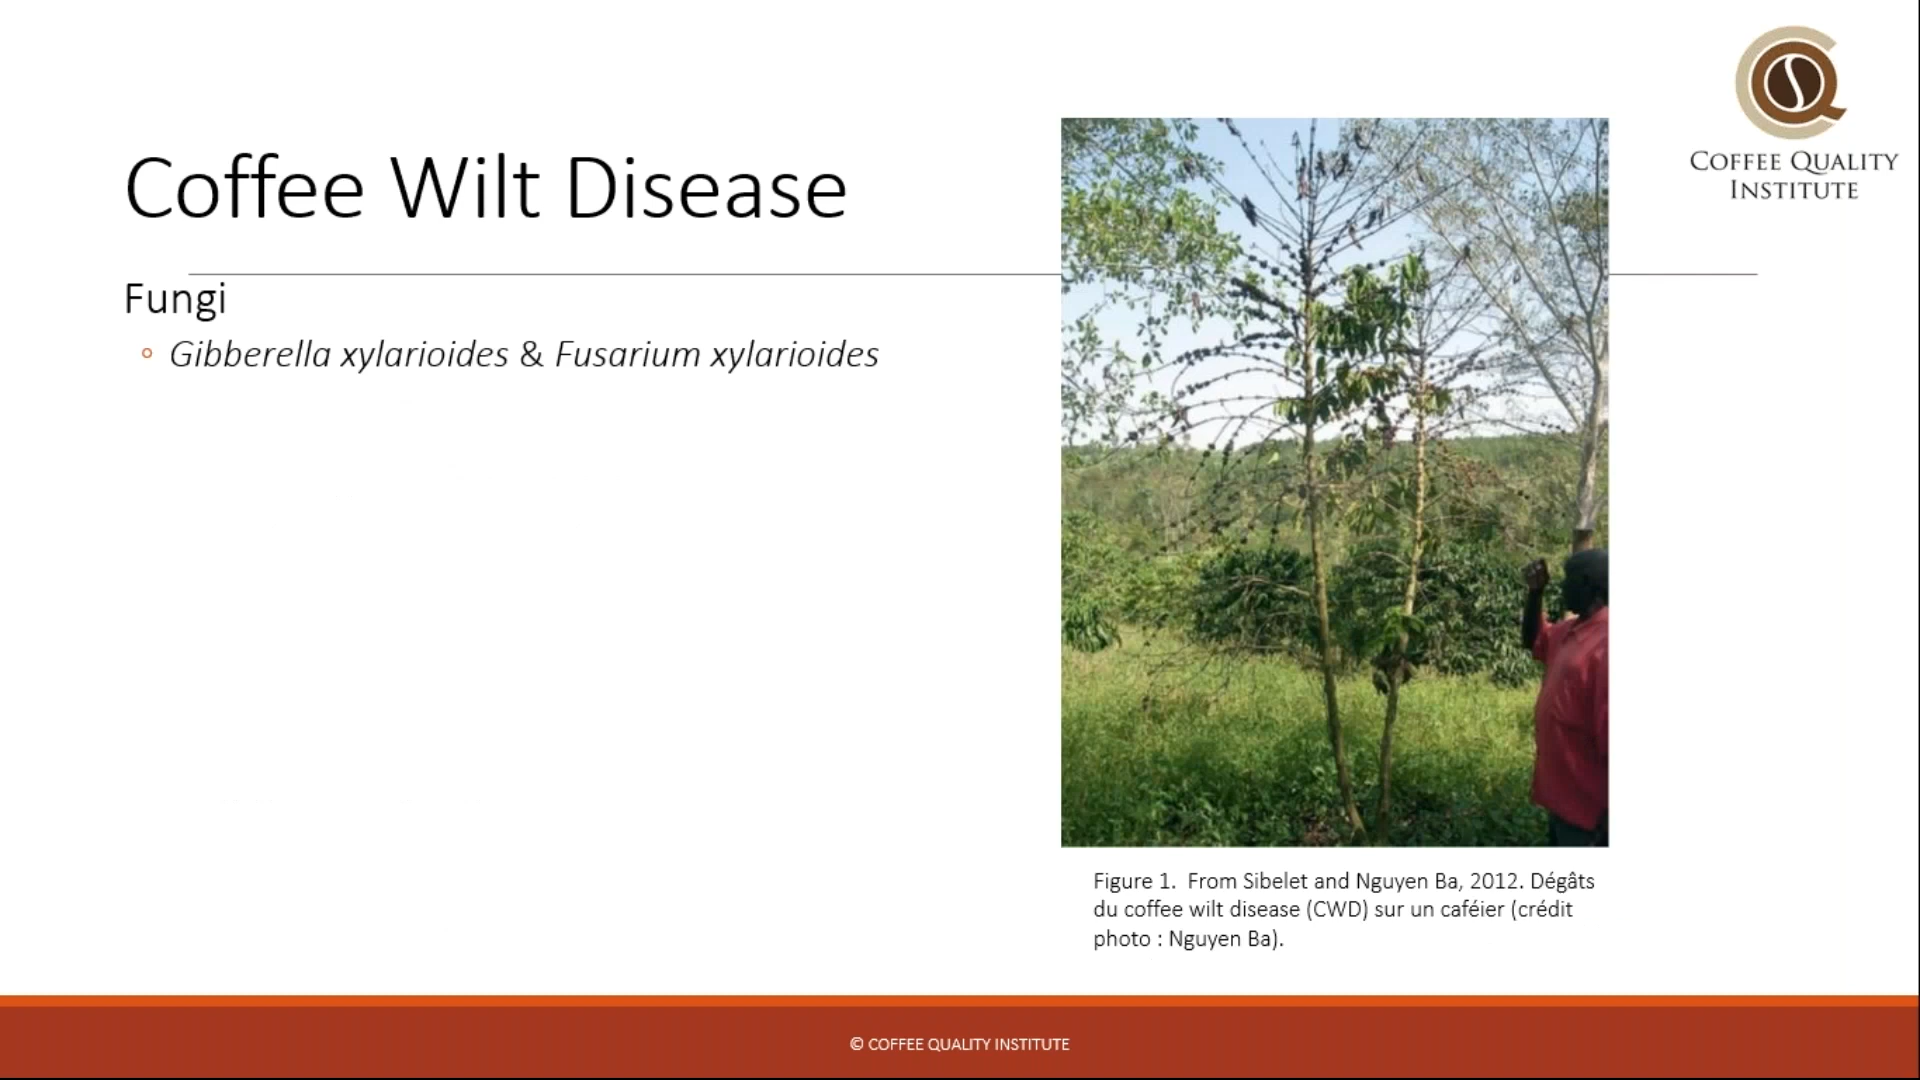 COFFEE QUALITY
INSTITUTE
Coffee Wilt Disease
Fungi
Gibberella xylarioides & Fusarium xylarioides
Figure 1.  From Sibelet and Nguyen Ba, 2012. Dégâts
du coffee wilt disease (CWD) sur un caféier (crédit
photo : Nguyen Ba).
© COFFEE QUALITY INSTITUTE